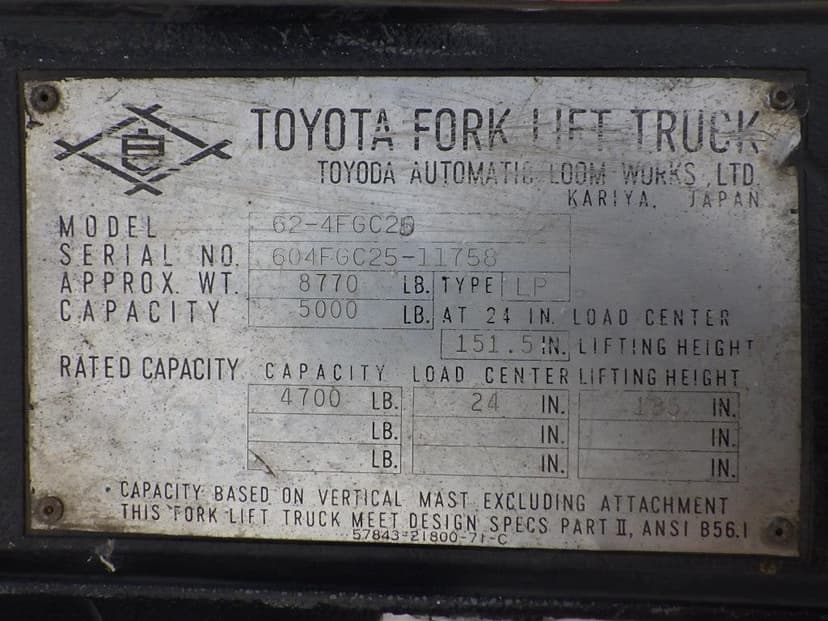 TOYOTA FORK LIFT TRUCK
TOYODA AUTOMATIC LOOM WORKS, LTD.
KARIYA, JAPAN
MODEL
SERIAL NO. 604FGC25-11758
APPROX. WT. 8770 LB. TYPE LP
CAPACITY 5000 LB. AT 24 IN. LOAD CENTER
151.5 IN. LIFTING HEIGHT
RATED CAPACITY CAPACITY LOAD CENTER LIFTING HEIGHT
4700 LB. 24 IN. IN.
LB. IN. IN.
LB. IN. IN.
· CAPACITY BASED ON VERTICAL MAST EXCLUDING ATTACHMENT
THIS FORK LIFT TRUCK MEET DESIGN SPECS PART II, ANSI B56.1
57843-21800-71-C